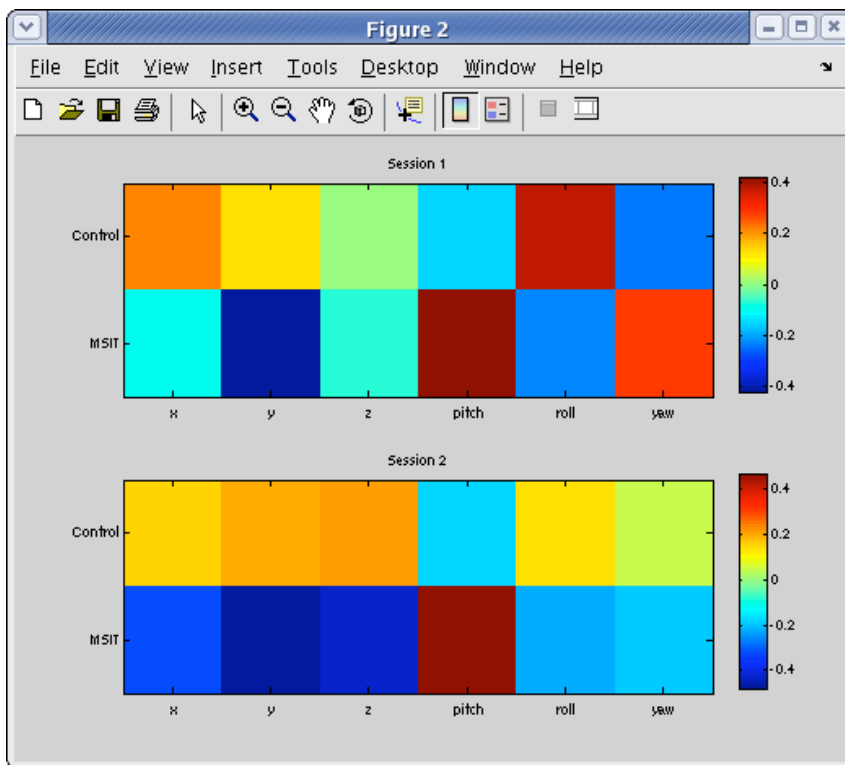 Figure 2
File Edit View Insert Tools Desktop Window Help
Session 1
Control
MSIT
x y z pitch roll yaw
0.4
0.2
0
-0.2
-0.4
Session 2
Control
MSIT
x y z pitch roll yaw
0.4
0.2
0
-0.2
-0.4